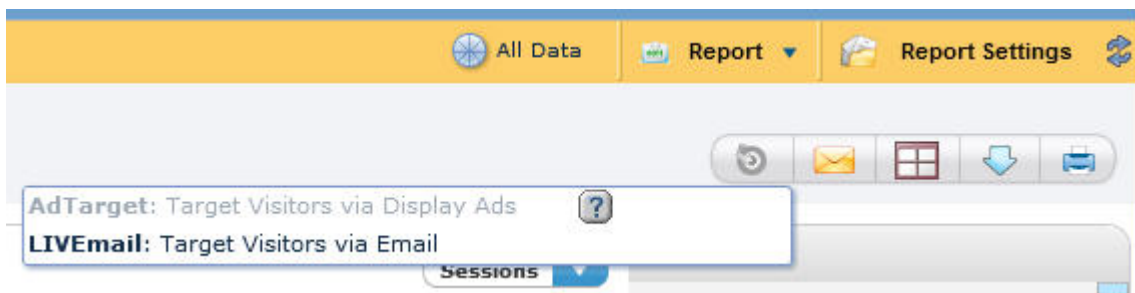 All Data Report Report Settings
AdTarget: Target Visitors via Display Ads ?
LIVEmail: Target Visitors via Email
Sessions